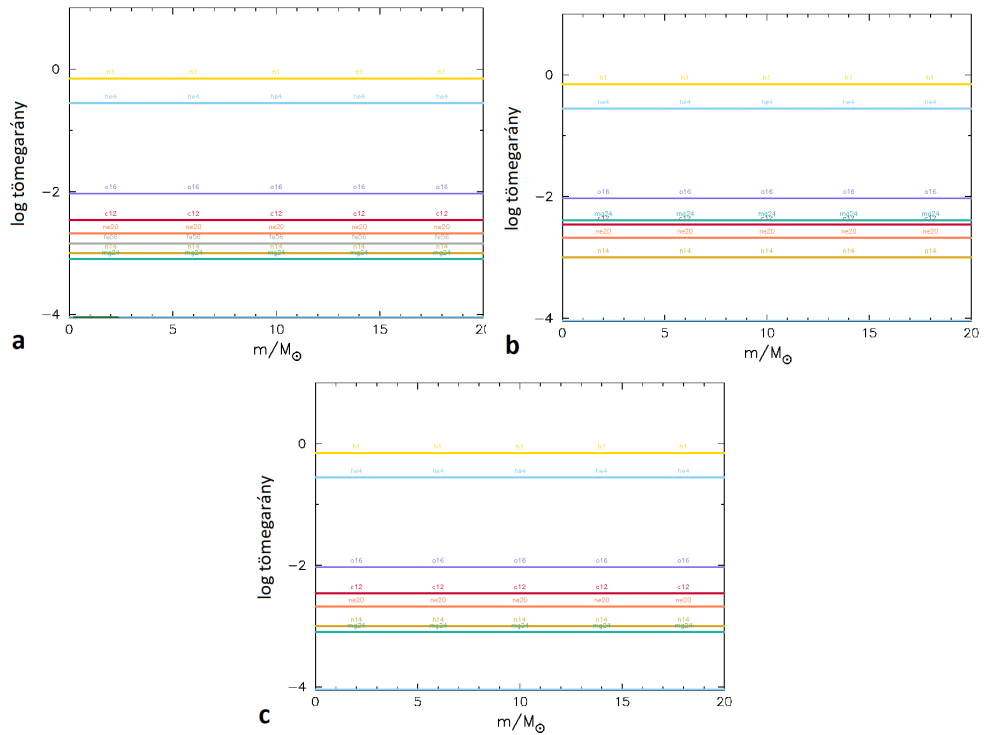 log tömegarány
0
h1 h1 h1 h1 h1
he4 he4 he4 he4 he4
−2
o16 o16 o16 o16 o16
c12 c12 c12 c12 c12
ne20 ne20 ne20 ne20 ne20
fe56 fe56 fe56 fe56 fe56
n14 n14 n14 n14 n14
mg24 mg24 mg24 mg24 mg24
−4
0 5 10 15 20
m/M⊙
a
log tömegarány
0
h1 h1 h1 h1 h1
he4 he4 he4 he4 he4
−2
o16 o16 o16 o16 o16
mg24 mg24 mg24 mg24 mg24
c12 c12 c12 c12 c12
ne20 ne20 ne20 ne20 ne20
n14 n14 n14 n14 n14
−4
0 5 10 15 20
m/M⊙
b
log tömegarány
0
h1 h1 h1 h1 h1
he4 he4 he4 he4 he4
−2
o16 o16 o16 o16 o16
c12 c12 c12 c12 c12
ne20 ne20 ne20 ne20 ne20
n14 n14 n14 n14 n14
mg24 mg24 mg24 mg24 mg24
−4
0 5 10 15 20
m/M⊙
c